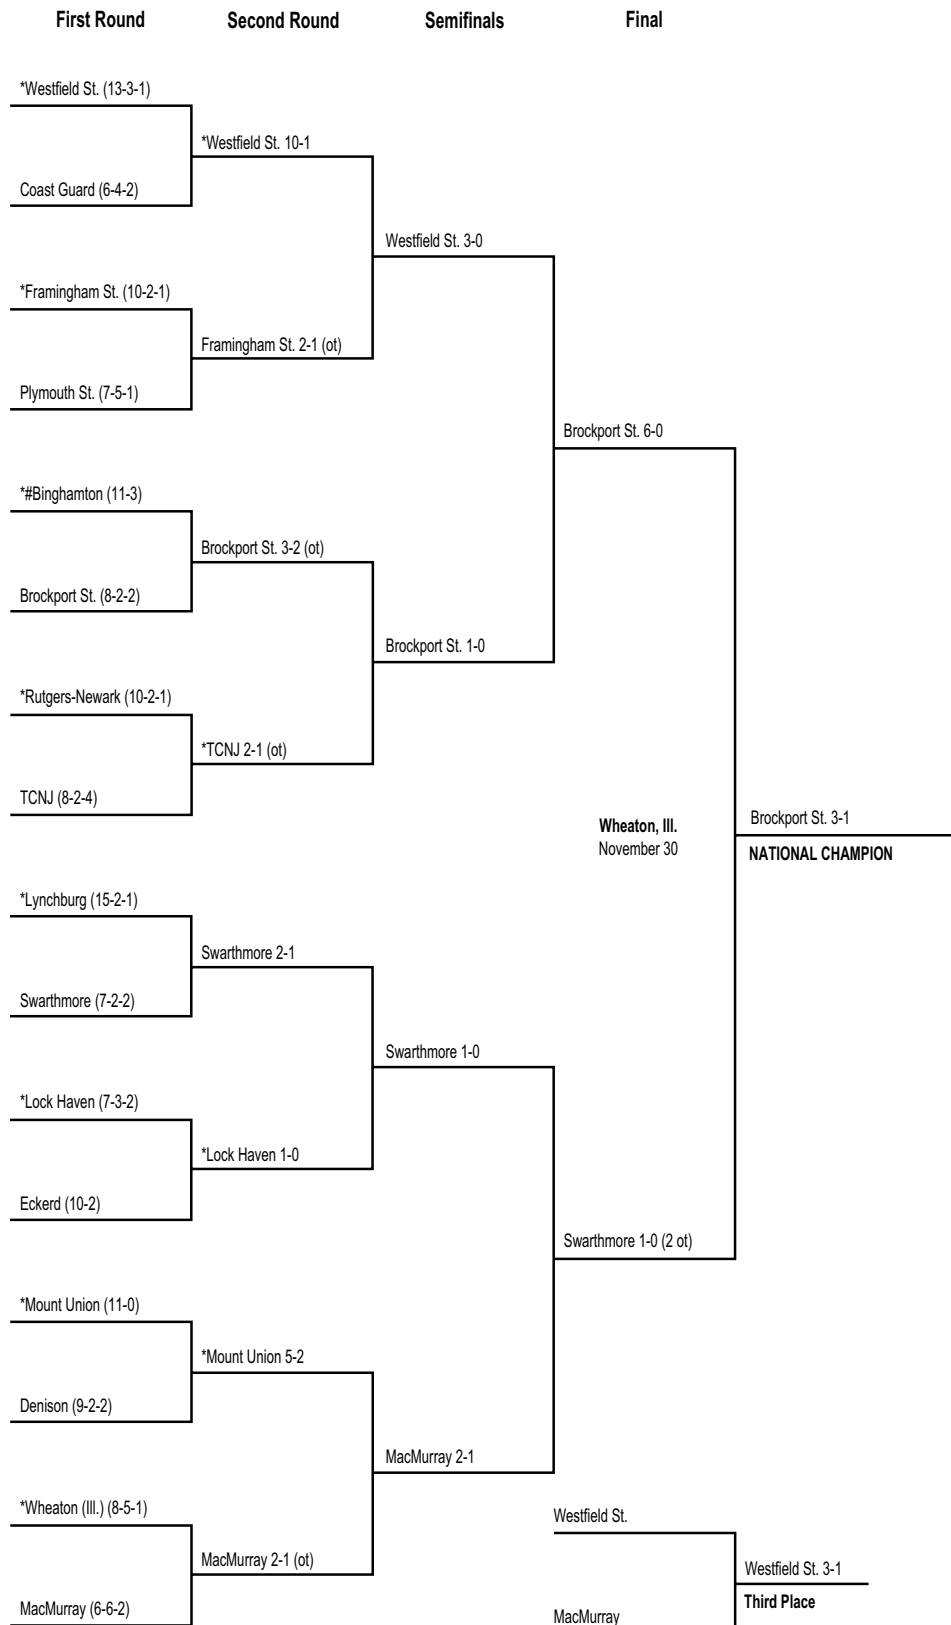 First Round
Second Round
Semifinals
Final
*Westfield St. (13-3-1)
*Westfield St. 10-1
Coast Guard (6-4-2)
Westfield St. 3-0
*Framingham St. (10-2-1)
Framingham St. 2-1 (ot)
Plymouth St. (7-5-1)
Brockport St. 6-0
*#Binghamton (11-3)
Brockport St. 3-2 (ot)
Brockport St. (8-2-2)
Brockport St. 1-0
*Rutgers-Newark (10-2-1)
*TCNJ 2-1 (ot)
TCNJ (8-2-4)
Wheaton, Ill.
November 30
Brockport St. 3-1
NATIONAL CHAMPION
*Lynchburg (15-2-1)
Swarthmore 2-1
Swarthmore (7-2-2)
Swarthmore 1-0
*Lock Haven (7-3-2)
*Lock Haven 1-0
Eckerd (10-2)
Swarthmore 1-0 (2 ot)
*Mount Union (11-0)
*Mount Union 5-2
Denison (9-2-2)
MacMurray 2-1
*Wheaton (Ill.) (8-5-1)
MacMurray 2-1 (ot)
MacMurray (6-6-2)
Westfield St.
Westfield St. 3-1
Third Place
MacMurray